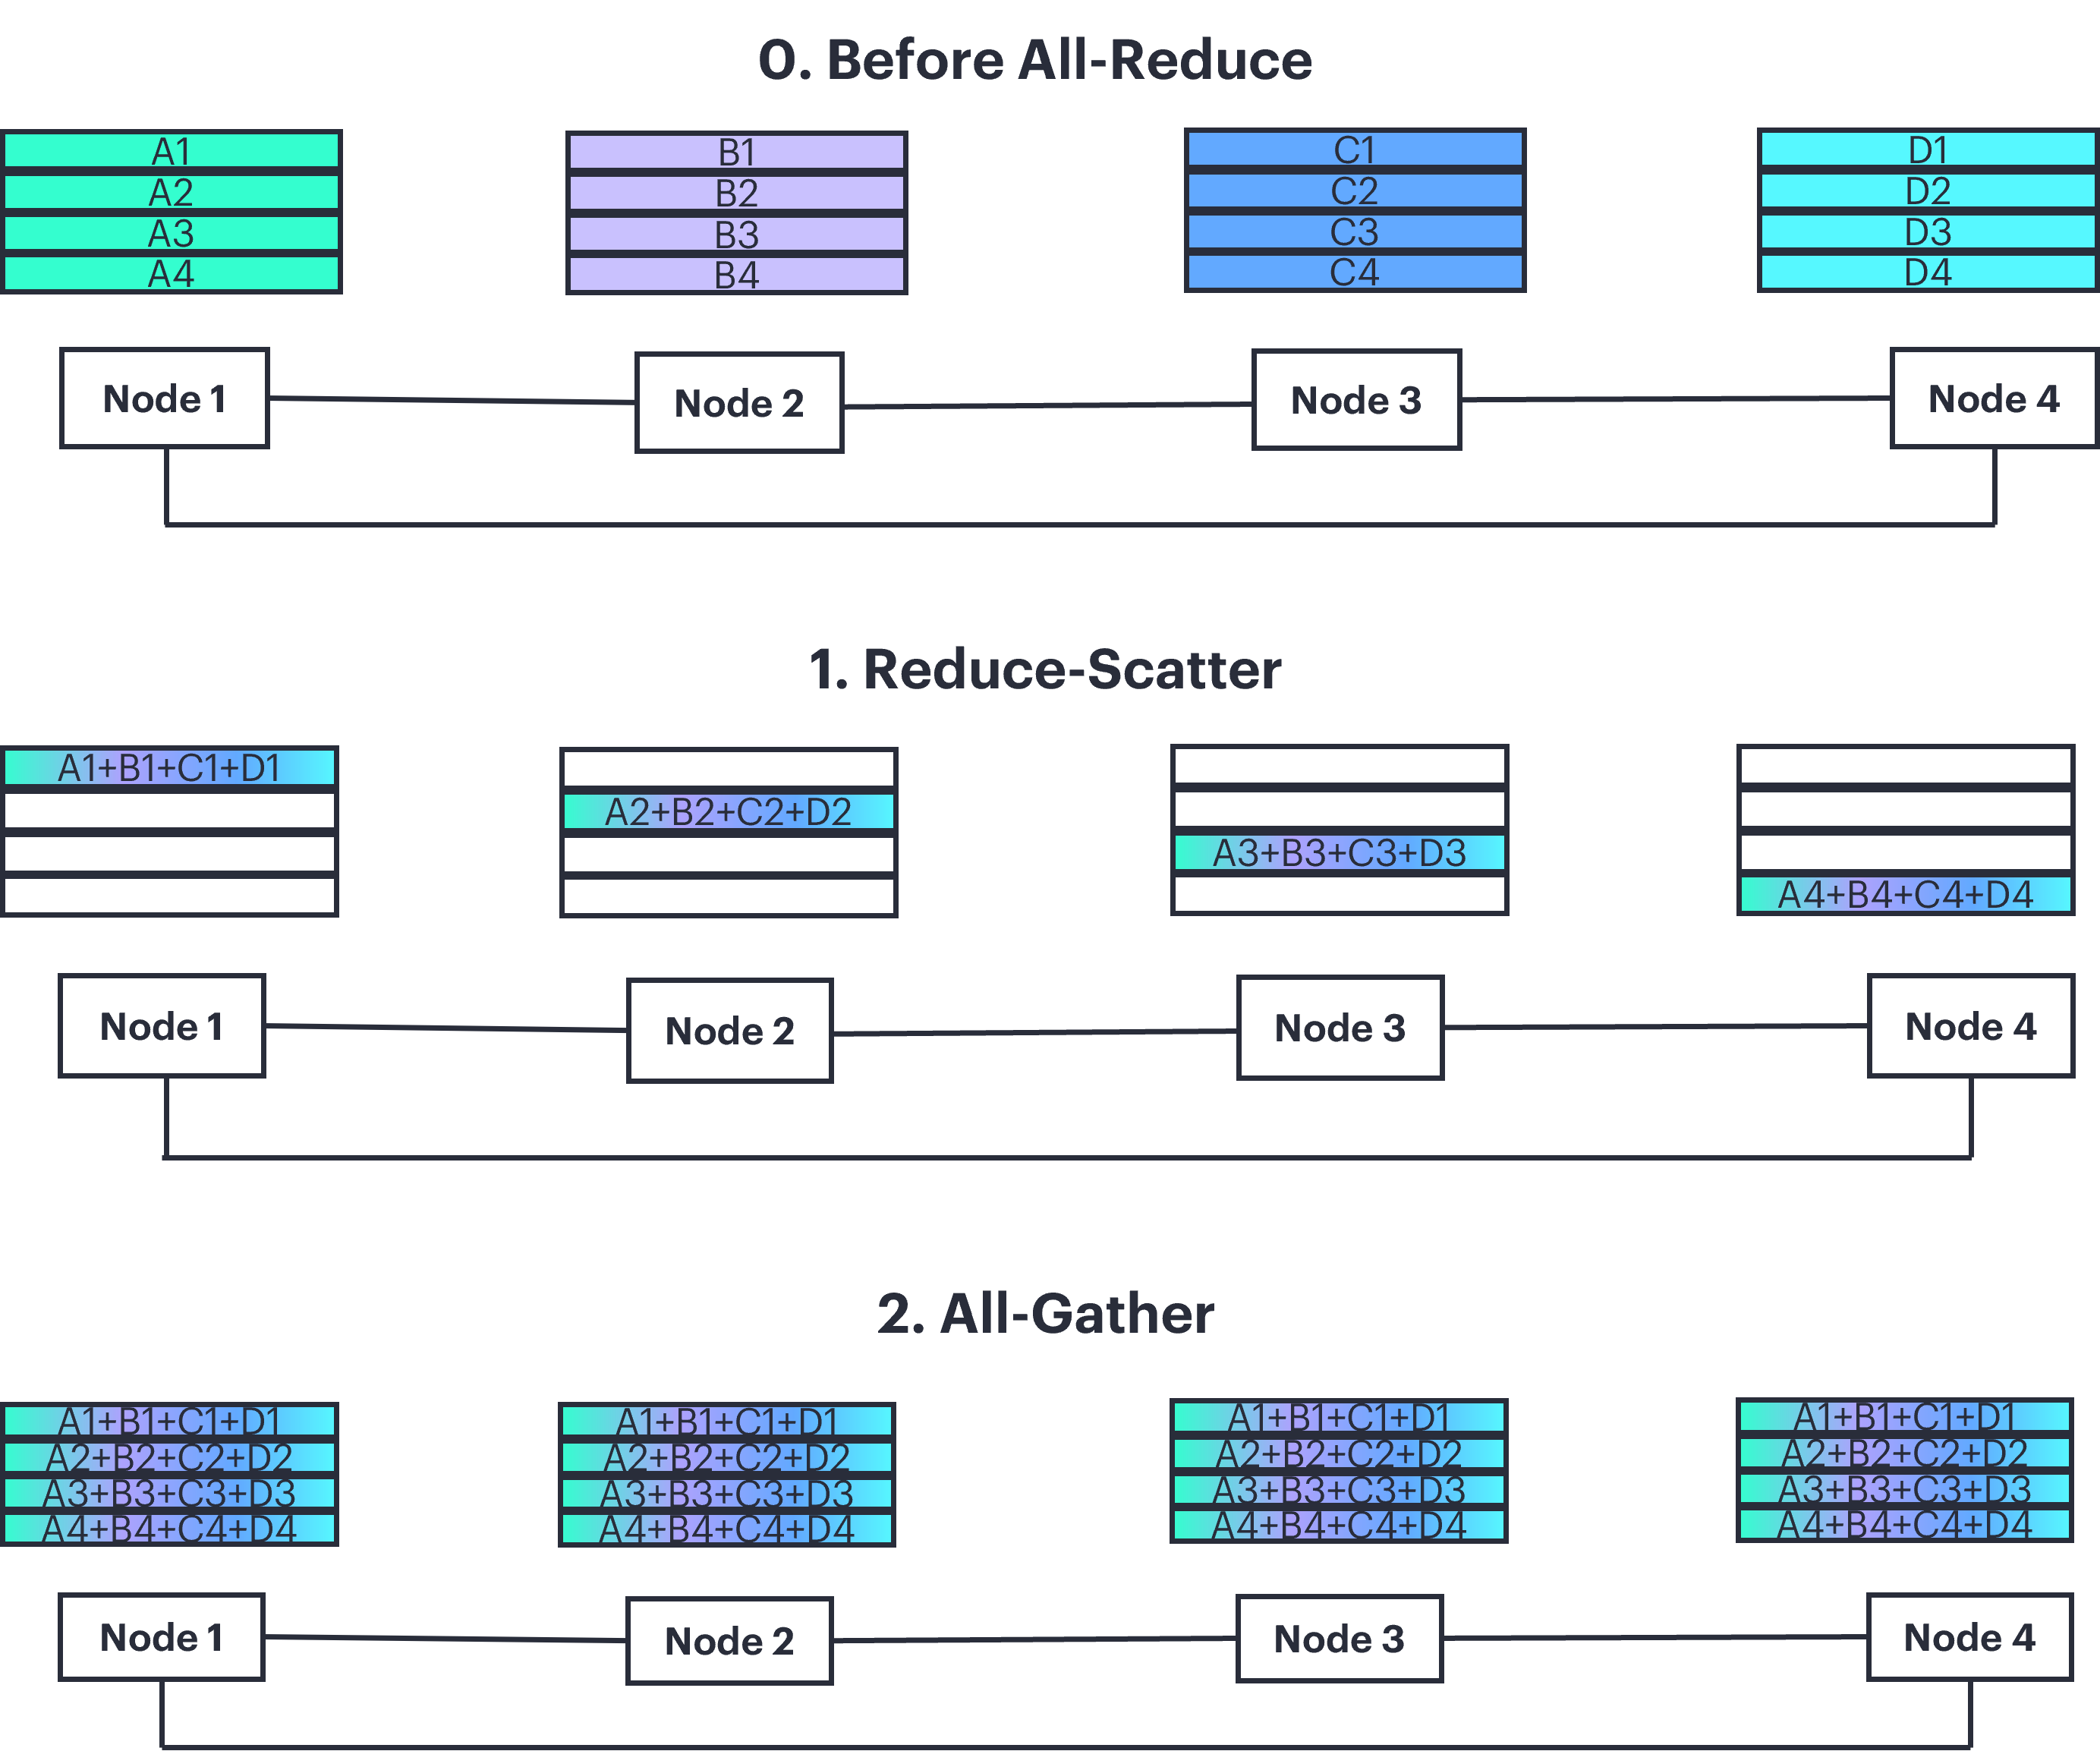 0. Before All-Reduce
A1
A2
A3
A4
B1
B2
B3
B4
C1
C2
C3
C4
D1
D2
D3
D4
Node 1
Node 2
Node 3
Node 4
1. Reduce-Scatter
A1+B1+C1+D1
A2+B2+C2+D2
A3+B3+C3+D3
A4+B4+C4+D4
Node 1
Node 2
Node 3
Node 4
2. All-Gather
A1+B1+C1+D1
A2+B2+C2+D2
A3+B3+C3+D3
A4+B4+C4+D4
A1+B1+C1+D1
A2+B2+C2+D2
A3+B3+C3+D3
A4+B4+C4+D4
A1+B1+C1+D1
A2+B2+C2+D2
A3+B3+C3+D3
A4+B4+C4+D4
A1+B1+C1+D1
A2+B2+C2+D2
A3+B3+C3+D3
A4+B4+C4+D4
Node 1
Node 2
Node 3
Node 4